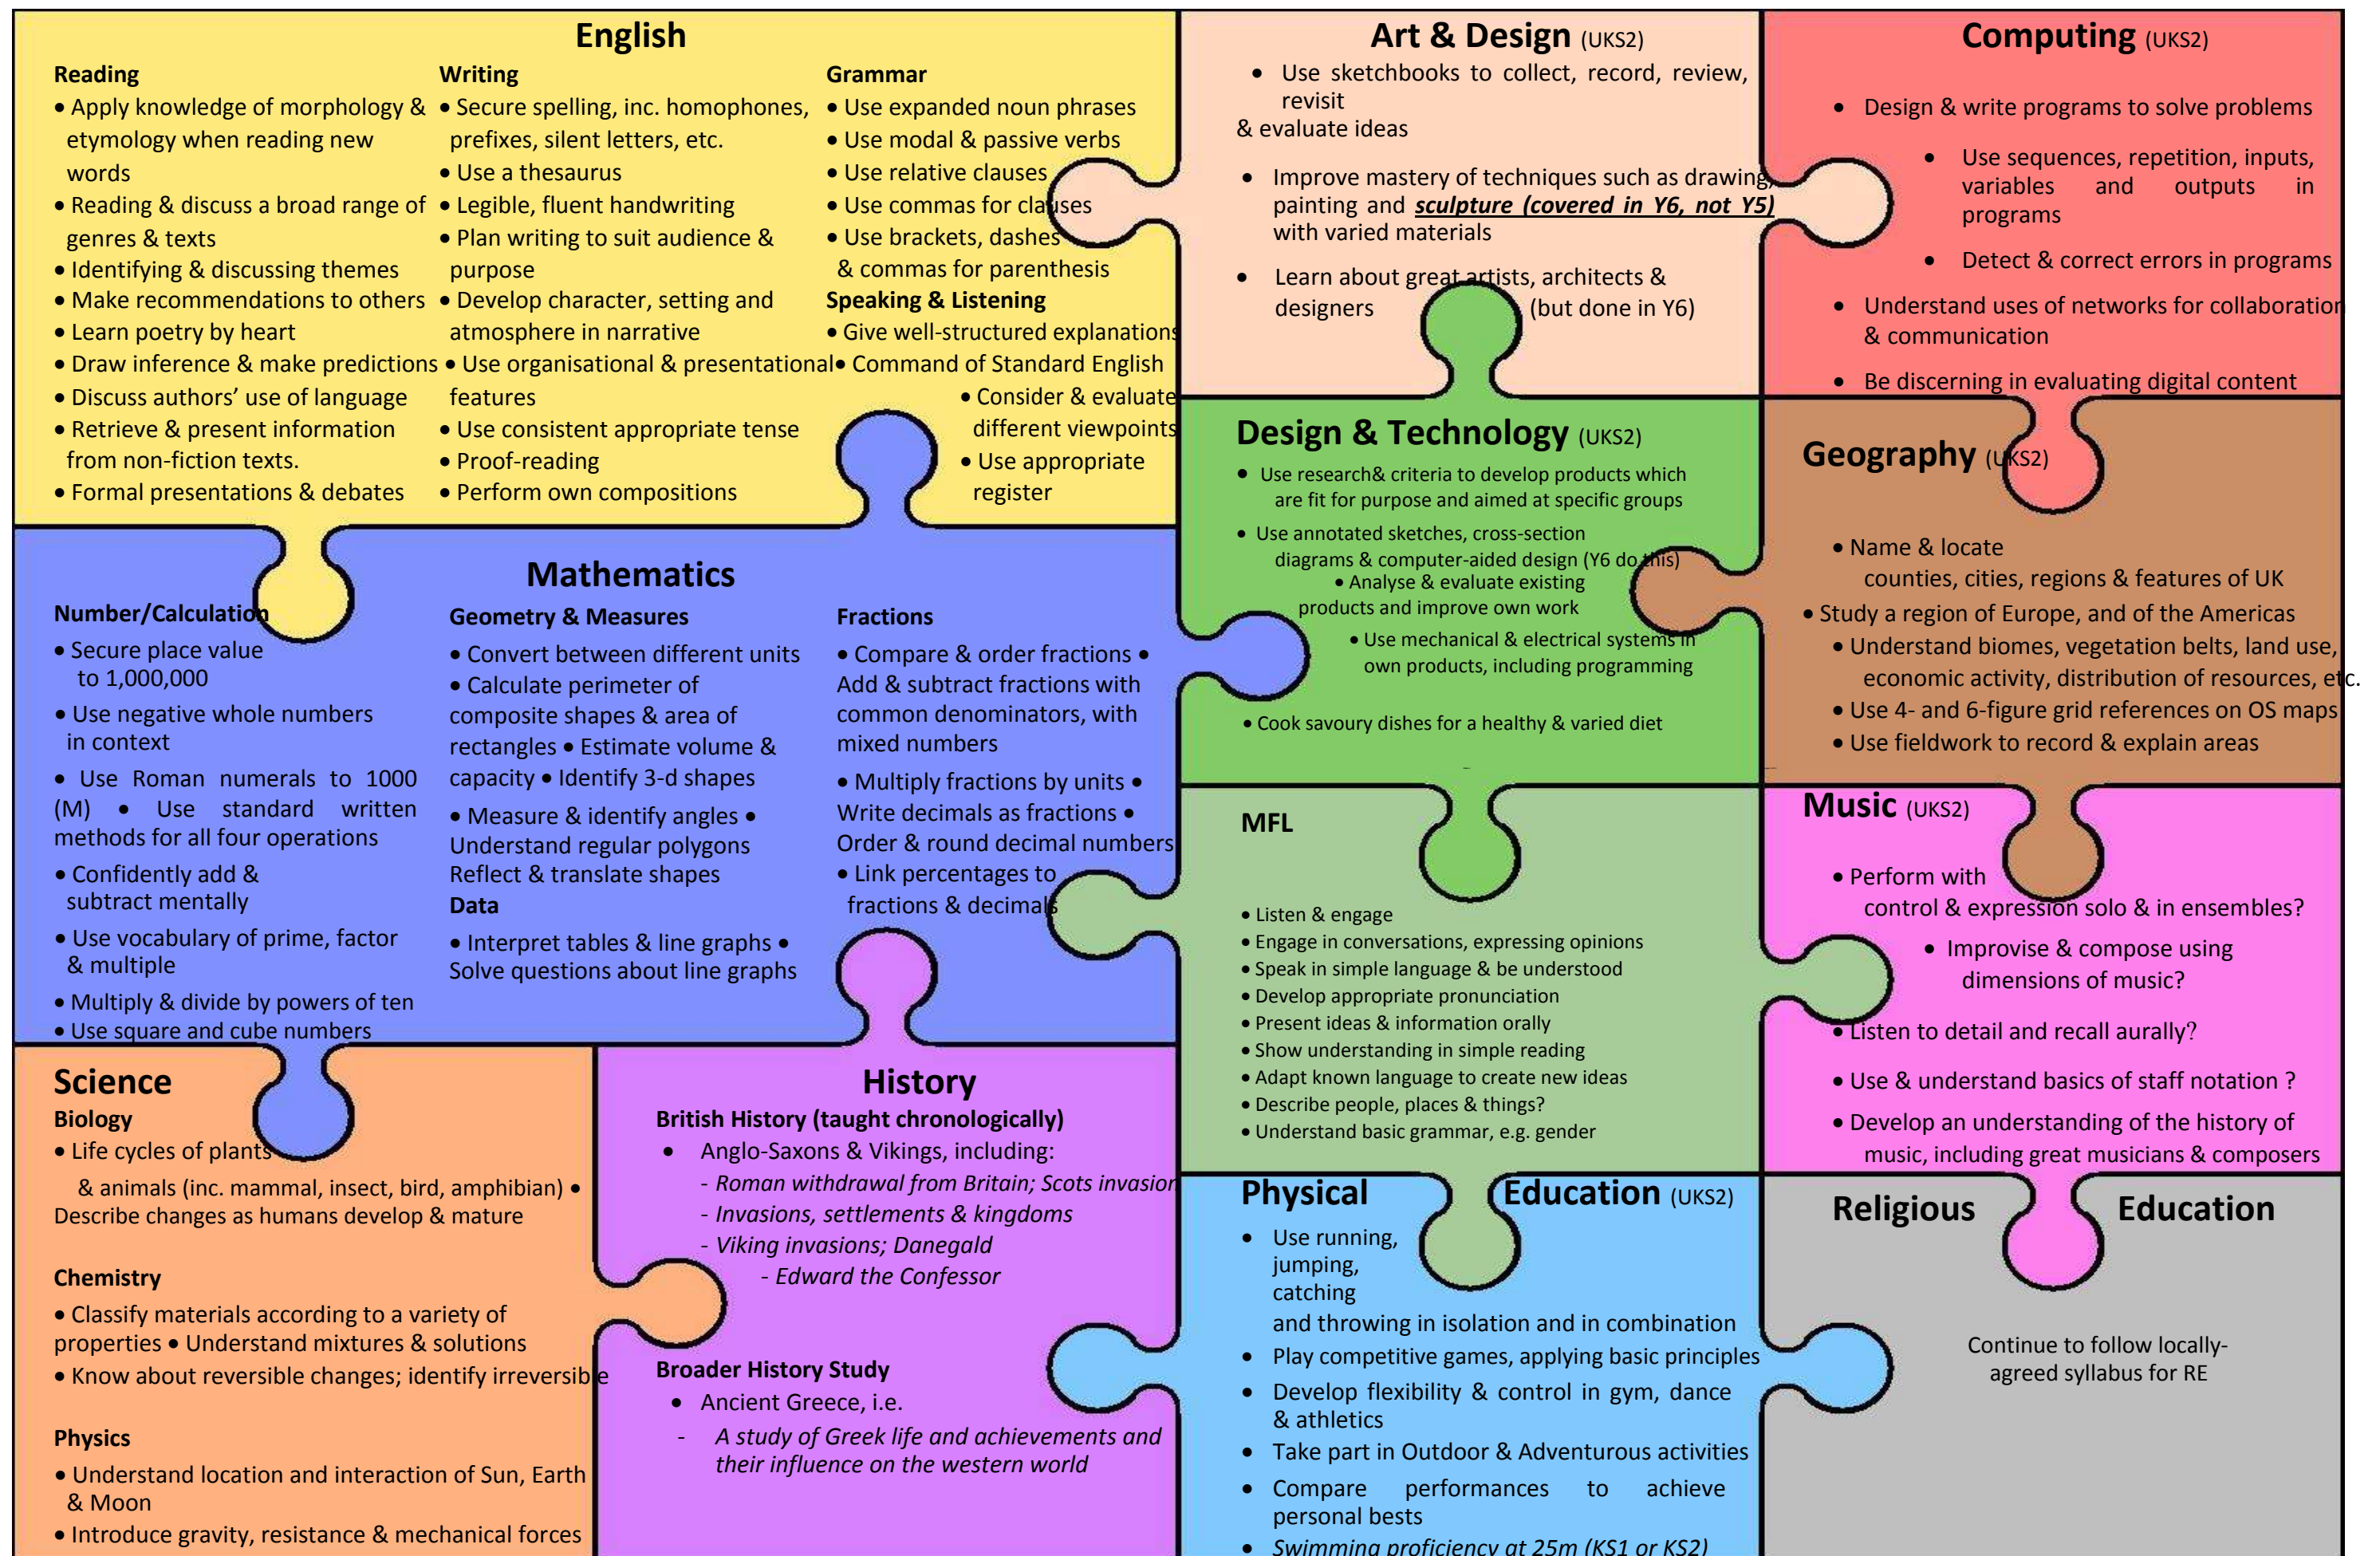 English
Reading
• Apply knowledge of morphology &
etymology when reading new
words
• Reading & discuss a broad range of
genres & texts
• Identifying & discussing themes
• Make recommendations to others
• Learn poetry by heart
• Draw inference & make predictions
• Discuss authors’ use of language
• Retrieve & present information
from non-fiction texts.
• Formal presentations & debates
Writing
• Secure spelling, inc. homophones,
prefixes, silent letters, etc.
• Use a thesaurus
• Legible, fluent handwriting
• Plan writing to suit audience &
purpose
• Develop character, setting and
atmosphere in narrative
• Use organisational & presentational
features
• Use consistent appropriate tense
• Proof-reading
• Perform own compositions
Grammar
• Use expanded noun phrases
• Use modal & passive verbs
• Use relative clauses
• Use commas for clauses
• Use brackets, dashes
& commas for parenthesis
Speaking & Listening
• Give well-structured explanations
• Command of Standard English
• Consider & evaluate
different viewpoints
• Use appropriate
register
Art & Design (UKS2)
• Use sketchbooks to collect, record, review,
revisit
& evaluate ideas
• Improve mastery of techniques such as drawing,
painting and sculpture (covered in Y6, not Y5)
with varied materials
• Learn about great artists, architects &
designers (but done in Y6)
Computing (UKS2)
• Design & write programs to solve problems
• Use sequences, repetition, inputs,
variables and outputs in
programs
• Detect & correct errors in programs
• Understand uses of networks for collaboration
& communication
• Be discerning in evaluating digital content
Mathematics
Number/Calculation
• Secure place value
to 1,000,000
• Use negative whole numbers
in context
• Use Roman numerals to 1000
(M) • Use standard written
methods for all four operations
• Confidently add &
subtract mentally
• Use vocabulary of prime, factor
& multiple
• Multiply & divide by powers of ten
• Use square and cube numbers
Geometry & Measures
• Convert between different units
• Calculate perimeter of
composite shapes & area of
rectangles • Estimate volume &
capacity • Identify 3-d shapes
• Measure & identify angles •
Understand regular polygons
Reflect & translate shapes
Data
• Interpret tables & line graphs •
Solve questions about line graphs
Fractions
• Compare & order fractions •
Add & subtract fractions with
common denominators, with
mixed numbers
• Multiply fractions by units •
Write decimals as fractions •
Order & round decimal numbers
• Link percentages to
fractions & decimals
Design & Technology (UKS2)
• Use research& criteria to develop products which
are fit for purpose and aimed at specific groups
• Use annotated sketches, cross-section
diagrams & computer-aided design (Y6 do this)
• Analyse & evaluate existing
products and improve own work
• Use mechanical & electrical systems in
own products, including programming
• Cook savoury dishes for a healthy & varied diet
Geography (UKS2)
• Name & locate
counties, cities, regions & features of UK
• Study a region of Europe, and of the Americas
• Understand biomes, vegetation belts, land use,
economic activity, distribution of resources, etc.
• Use 4- and 6-figure grid references on OS maps
• Use fieldwork to record & explain areas
MFL
• Listen & engage
• Engage in conversations, expressing opinions
• Speak in simple language & be understood
• Develop appropriate pronunciation
• Present ideas & information orally
• Show understanding in simple reading
• Adapt known language to create new ideas
• Describe people, places & things?
• Understand basic grammar, e.g. gender
Music (UKS2)
• Perform with
control & expression solo & in ensembles?
• Improvise & compose using
dimensions of music?
• Listen to detail and recall aurally?
• Use & understand basics of staff notation ?
• Develop an understanding of the history of
music, including great musicians & composers
Science
Biology
• Life cycles of plants
& animals (inc. mammal, insect, bird, amphibian) •
Describe changes as humans develop & mature
Chemistry
• Classify materials according to a variety of
properties • Understand mixtures & solutions
• Know about reversible changes; identify irreversible
Physics
• Understand location and interaction of Sun, Earth
& Moon
• Introduce gravity, resistance & mechanical forces
History
British History (taught chronologically)
• Anglo-Saxons & Vikings, including:
- Roman withdrawal from Britain; Scots invasion
- Invasions, settlements & kingdoms
- Viking invasions; Danegald
- Edward the Confessor
Broader History Study
• Ancient Greece, i.e.
- A study of Greek life and achievements and
their influence on the western world
Physical Education (UKS2)
• Use running,
jumping,
catching
and throwing in isolation and in combination
• Play competitive games, applying basic principles
• Develop flexibility & control in gym, dance
& athletics
• Take part in Outdoor & Adventurous activities
• Compare performances to achieve
personal bests
• Swimming proficiency at 25m (KS1 or KS2)
Religious Education
Continue to follow locally-
agreed syllabus for RE